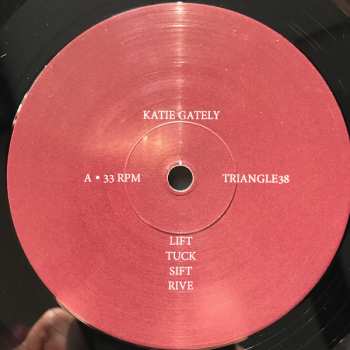 KATIE GATELY
A • 33 RPM TRIANGLE38
LIFT
TUCK
SIFT
RIVE